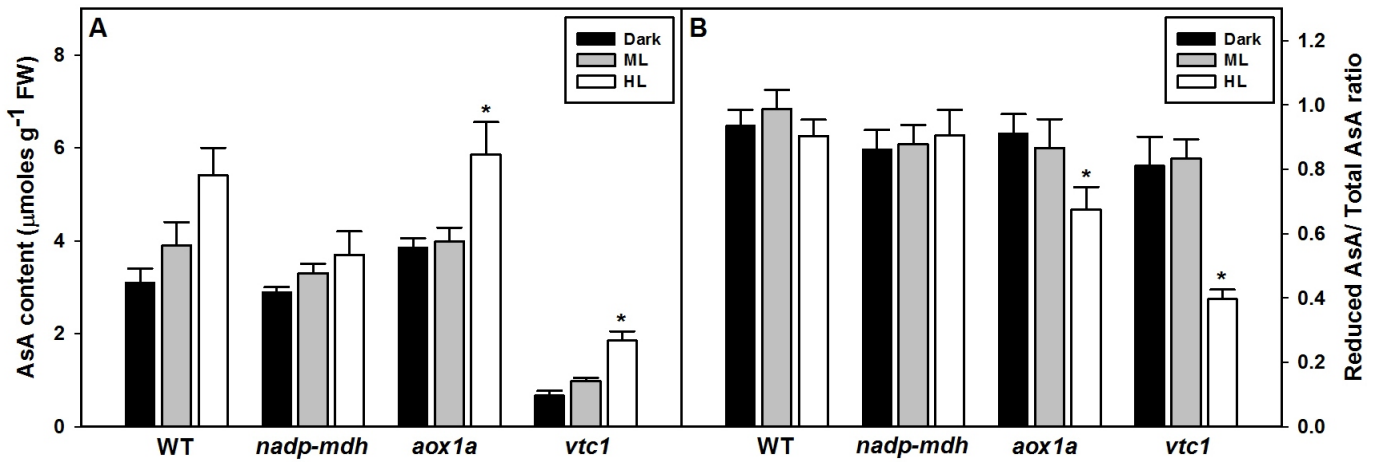 A
Dark
ML
HL
AsA content (μmoles g-1 FW)
8
6
4
2
0
*
*
WT
nadp-mdh
aox1a
vtc1
B
Dark
ML
HL
Reduced AsA/ Total AsA ratio
1.2
1.0
0.8
0.6
0.4
0.2
0.0
*
*
WT
nadp-mdh
aox1a
vtc1